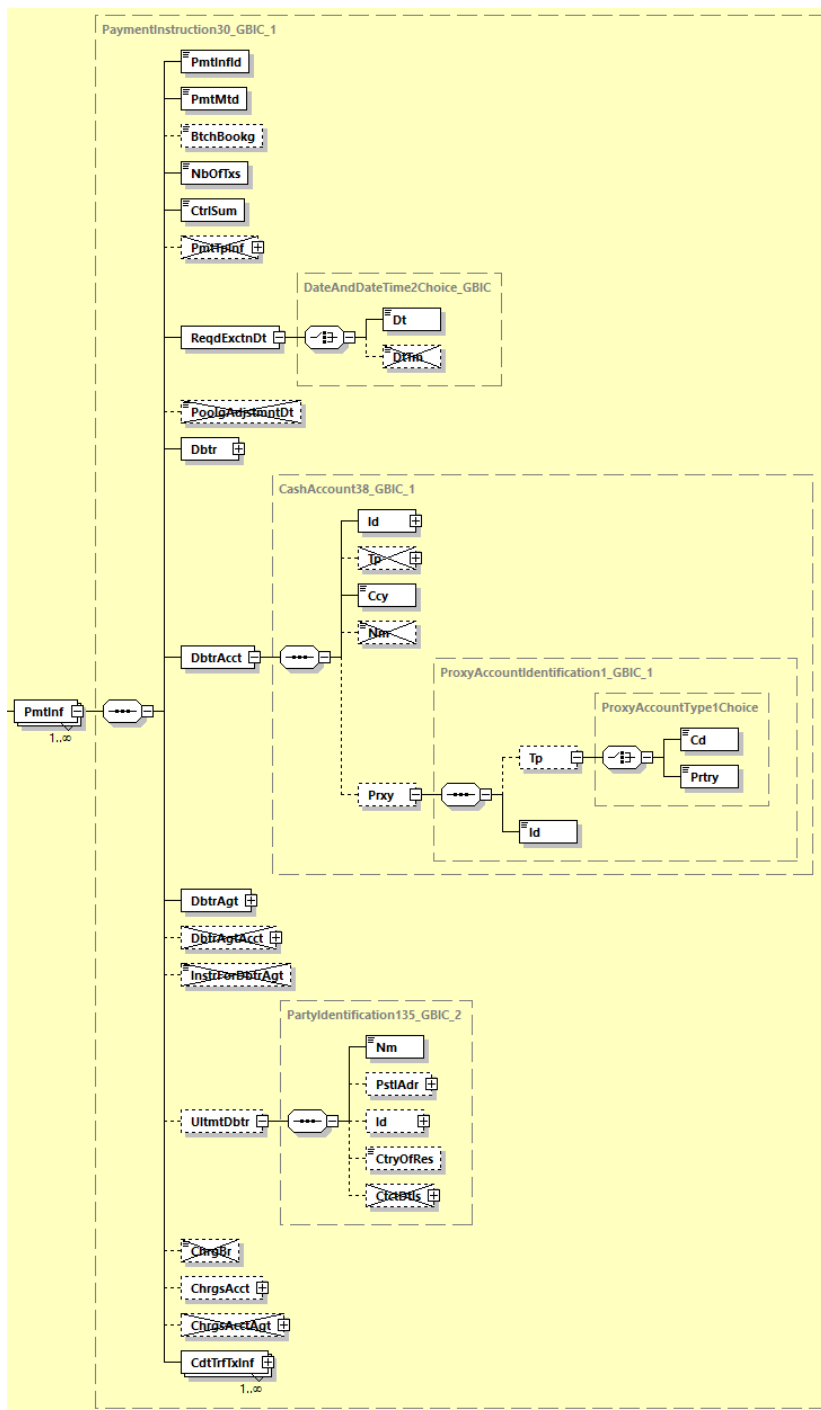 PaymentInstruction30_GBIC_1
PmtInfId
PmtMtd
BtchBookg
NbOfTxs
CtrlSum
PmtTpInf
DateAndDateTime2Choice_GBIC
Dt
ReqdExctnDt
DtTm
PoolgAdjstmntDt
Dbtr
CashAccount38_GBIC_1
Id
Tp
Ccy
Nm
DbtrAcct
ProxyAccountIdentification1_GBIC_1
ProxyAccountType1Choice
PmtInf
1..∞
Cd
Tp
Prtry
Prxy
Id
DbtrAgt
DbtrAgtAcct
InstrForDbtrAgt
PartyIdentification135_GBIC_2
Nm
PstlAdr
UltmtDbtr
Id
CtryOfRes
CtctDtls
ChrgBr
ChrgsAcct
ChrgsAcctAgt
CdtTrfTxInf
1..∞